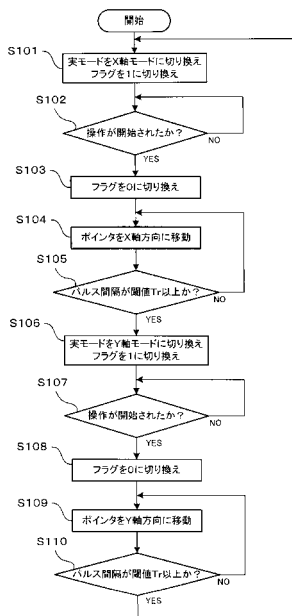 開始
S101
実モードをX軸モードに切り換え
フラグを1に切り換え
S102
操作が開始されたか?
NO
YES
S103
フラグを0に切り換え
S104
ポインタをX軸方向に移動
S105
パルス間隔が閾値Tr以上か?
NO
YES
S106
実モードをY軸モードに切り換え
フラグを1に切り換え
S107
操作が開始されたか?
NO
YES
S108
フラグを0に切り換え
S109
ポインタをY軸方向に移動
S110
パルス間隔が閾値Tr以上か?
NO
YES